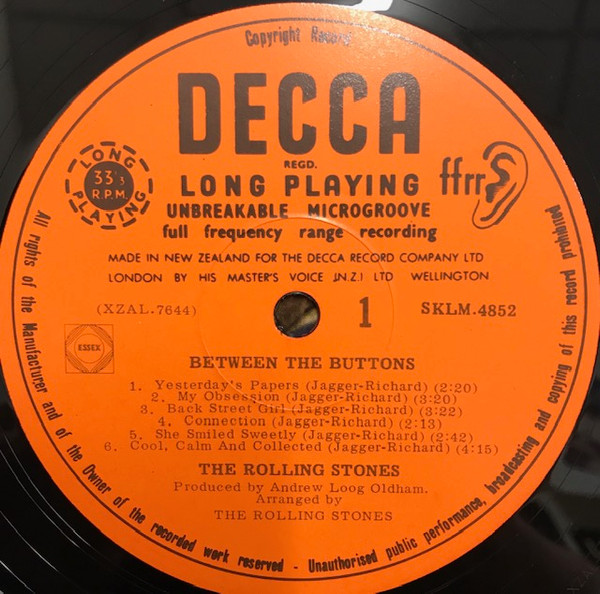 Copyright Record
DECCA
REGD.
LONG PLAYING
33⅓
R.P.M.
LONG PLAYING
ffrr
UNBREAKABLE MICROGROOVE
full frequency range recording
MADE IN NEW ZEALAND FOR THE DECCA RECORD COMPANY LTD
LONDON BY HIS MASTER'S VOICE (N.Z.) LTD WELLINGTON
(XZAL.7644)
1
SKLM.4852
ESSEX
BETWEEN THE BUTTONS
1. Yesterday's Papers (Jagger-Richard) (2:20)
2. My Obsession (Jagger-Richard) (3:20)
3. Back Street Girl (Jagger-Richard) (3:22)
4. Connection (Jagger-Richard) (2:13)
5. She Smiled Sweetly (Jagger-Richard) (2:42)
6. Cool, Calm And Collected (Jagger-Richard) (4:15)
THE ROLLING STONES
Produced by Andrew Loog Oldham.
Arranged by
THE ROLLING STONES
All rights of the Manufacturer and of the Owner of the recorded work reserved - Unauthorised public performance, broadcasting and copying of this record prohibited